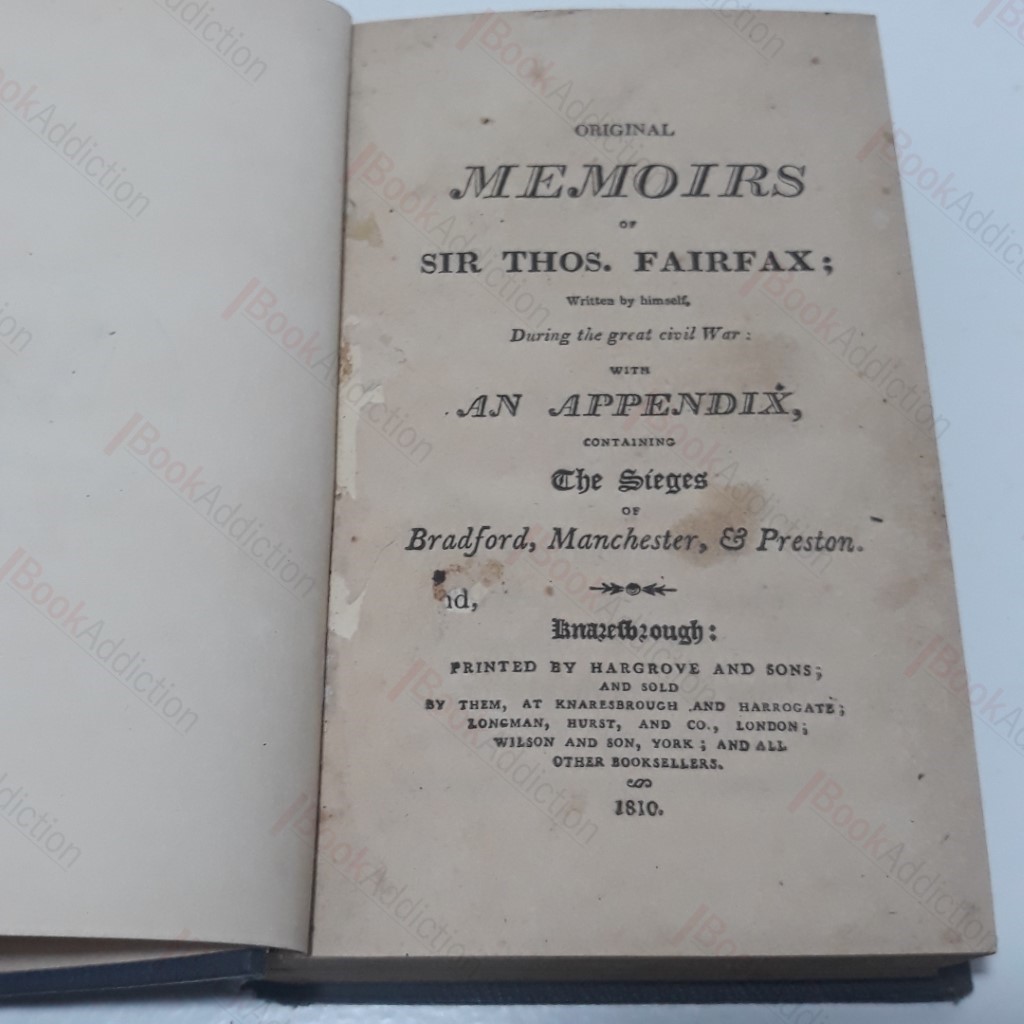 ORIGINAL
MEMOIRS
OF
SIR THOS. FAIRFAX;
Written by himself,
During the great civil War:
WITH
AN APPENDIX,
CONTAINING
The Sieges
OF
Bradford, Manchester, & Preston.
nd,
Knaresbrough:
PRINTED BY HARGROVE AND SONS;
AND SOLD
BY THEM, AT KNARESBROUGH AND HARROGATE;
LONGMAN, HURST, AND CO., LONDON;
WILSON AND SON, YORK; AND ALL
OTHER BOOKSELLERS.
1810.
BookAddiction